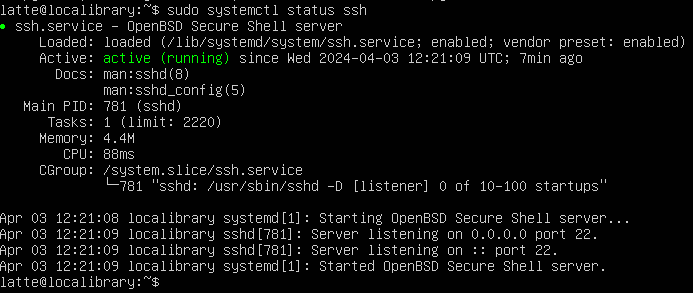 latte@localibrary:~$ sudo systemctl status ssh
● ssh.service - OpenBSD Secure Shell server
Loaded: loaded (/lib/systemd/system/ssh.service; enabled; vendor preset: enabled)
Active: active (running) since Wed 2024-04-03 12:21:09 UTC; 7min ago
Docs: man:sshd(8)
man:sshd_config(5)
Main PID: 781 (sshd)
Tasks: 1 (limit: 2220)
Memory: 4.4M
CPU: 88ms
CGroup: /system.slice/ssh.service
└─781 "sshd: /usr/sbin/sshd -D [listener] 0 of 10-100 startups"
Apr 03 12:21:08 localibrary systemd[1]: Starting OpenBSD Secure Shell server...
Apr 03 12:21:09 localibrary sshd[781]: Server listening on 0.0.0.0 port 22.
Apr 03 12:21:09 localibrary sshd[781]: Server listening on :: port 22.
Apr 03 12:21:09 localibrary systemd[1]: Started OpenBSD Secure Shell server.
latte@localibrary:~$